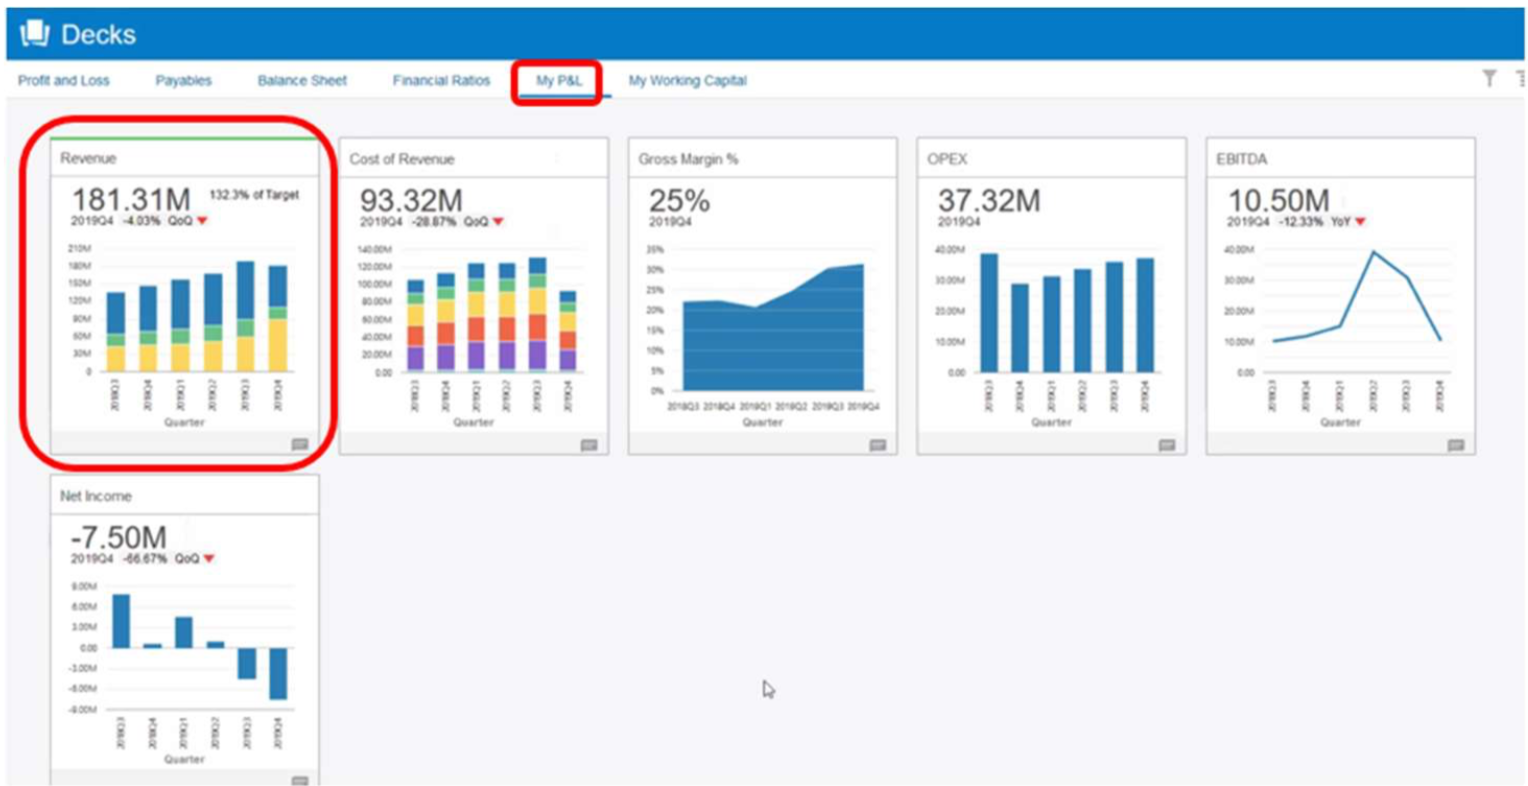 Decks
Profit and Loss
Payables
Balance Sheet
Financial Ratios
My P&L
My Working Capital
Revenue
181.31M 132.3% of Target
2019Q4 -4.03% QoQ
210M
180M
150M
120M
90M
60M
30M
0
2018Q3 2018Q4 2019Q1 2019Q2 2019Q3 2019Q4
Quarter
Cost of Revenue
93.32M
2019Q4 -28.87% QoQ
140.00M
120.00M
100.00M
80.00M
60.00M
40.00M
20.00M
0.00
2018Q3 2018Q4 2019Q1 2019Q2 2019Q3 2019Q4
Quarter
Gross Margin %
25%
2019Q4
35%
30%
25%
20%
15%
10%
5%
0%
2018Q3 2018Q4 2019Q1 2019Q2 2019Q3 2019Q4
Quarter
OPEX
37.32M
2019Q4
40.00M
30.00M
20.00M
10.00M
0.00
2018Q3 2018Q4 2019Q1 2019Q2 2019Q3 2019Q4
Quarter
EBITDA
10.50M
2019Q4 -12.33% YoY
40.00M
30.00M
20.00M
10.00M
0.00
2018Q3 2018Q4 2019Q1 2019Q2 2019Q3 2019Q4
Quarter
Net Income
-7.50M
2019Q4 -66.67% QoQ
9.00M
6.00M
3.00M
0.00
-3.00M
-6.00M
-9.00M
2018Q3 2018Q4 2019Q1 2019Q2 2019Q3 2019Q4
Quarter